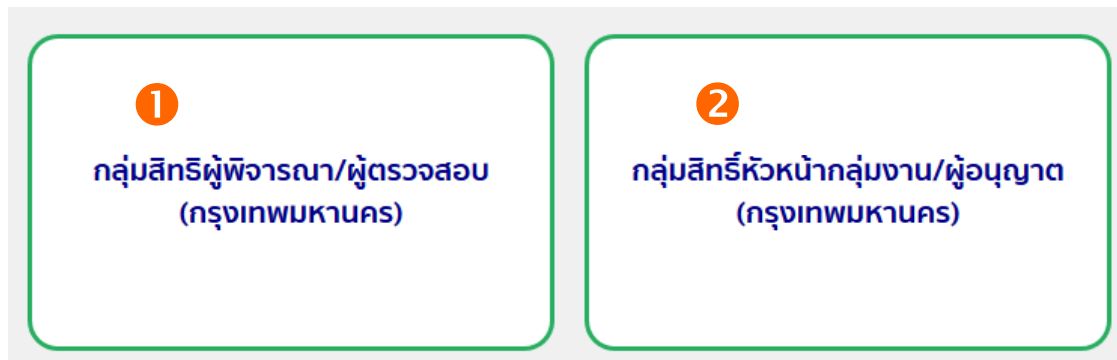 1
กลุ่มสิทธิผู้พิจารณา/ผู้ตรวจสอบ
(กรุงเทพมหานคร)
2
กลุ่มสิทธิ์หัวหน้ากลุ่มงาน/ผู้อนุญาต
(กรุงเทพมหานคร)